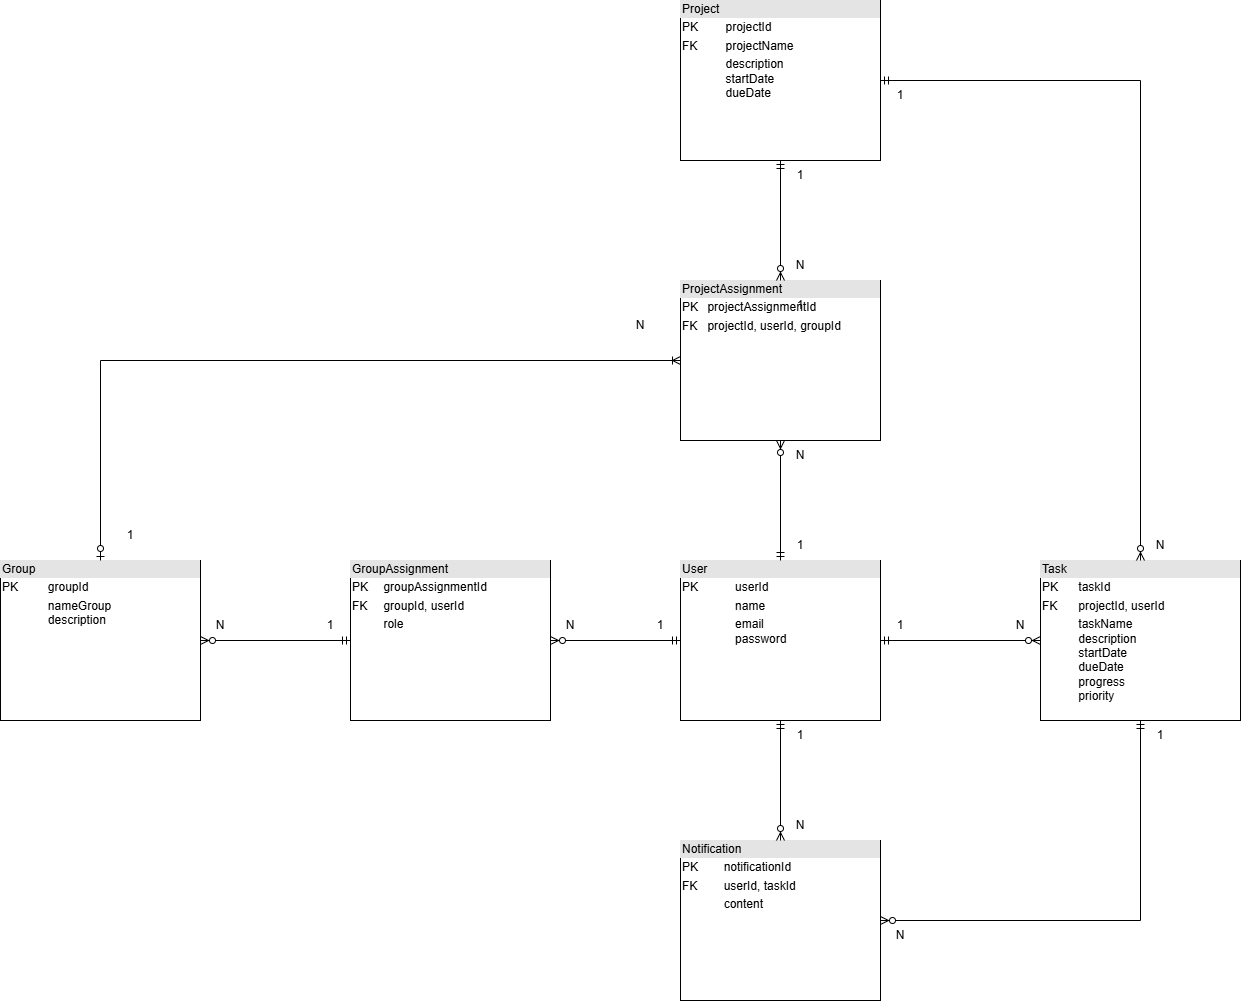 Project
PK projectId
FK projectName
description
startDate
dueDate
1
1
N
ProjectAssignment
PK projectAssignmentId
1
FK projectId, userId, groupId
N
N
1
1
N
Group
PK groupId
nameGroup
description
N
1
GroupAssignment
PK groupAssignmentId
FK groupId, userId
role
N
1
User
PK userId
name
email
password
1
N
Task
PK taskId
FK projectId, userId
taskName
description
startDate
dueDate
progress
priority
1
1
N
Notification
PK notificationId
FK userId, taskId
content
N